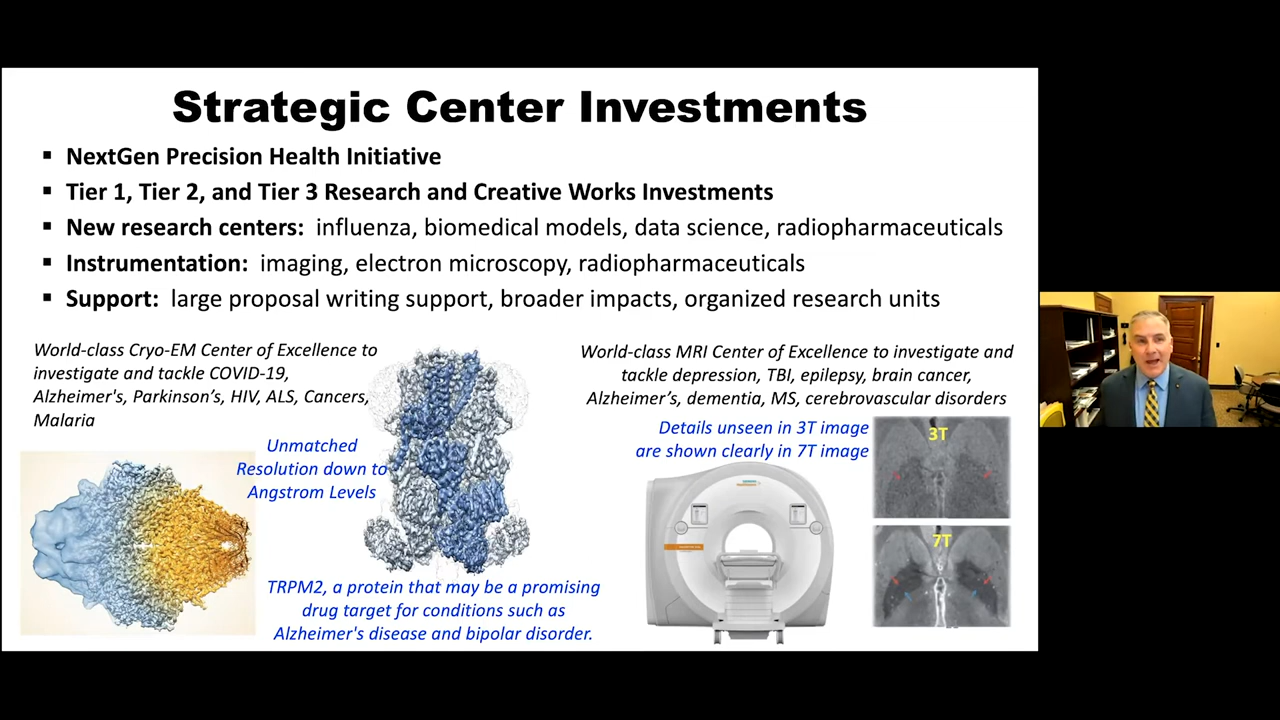 Strategic Center Investments
▪ NextGen Precision Health Initiative
▪ Tier 1, Tier 2, and Tier 3 Research and Creative Works Investments
▪ New research centers: influenza, biomedical models, data science, radiopharmaceuticals
▪ Instrumentation: imaging, electron microscopy, radiopharmaceuticals
▪ Support: large proposal writing support, broader impacts, organized research units
World-class Cryo-EM Center of Excellence to
investigate and tackle COVID-19,
Alzheimer's, Parkinson’s, HIV, ALS, Cancers,
Malaria
Unmatched
Resolution down to
Angstrom Levels
TRPM2, a protein that may be a promising
drug target for conditions such as
Alzheimer's disease and bipolar disorder.
World-class MRI Center of Excellence to investigate and
tackle depression, TBI, epilepsy, brain cancer,
Alzheimer’s, dementia, MS, cerebrovascular disorders
Details unseen in 3T image
are shown clearly in 7T image
3T
7T